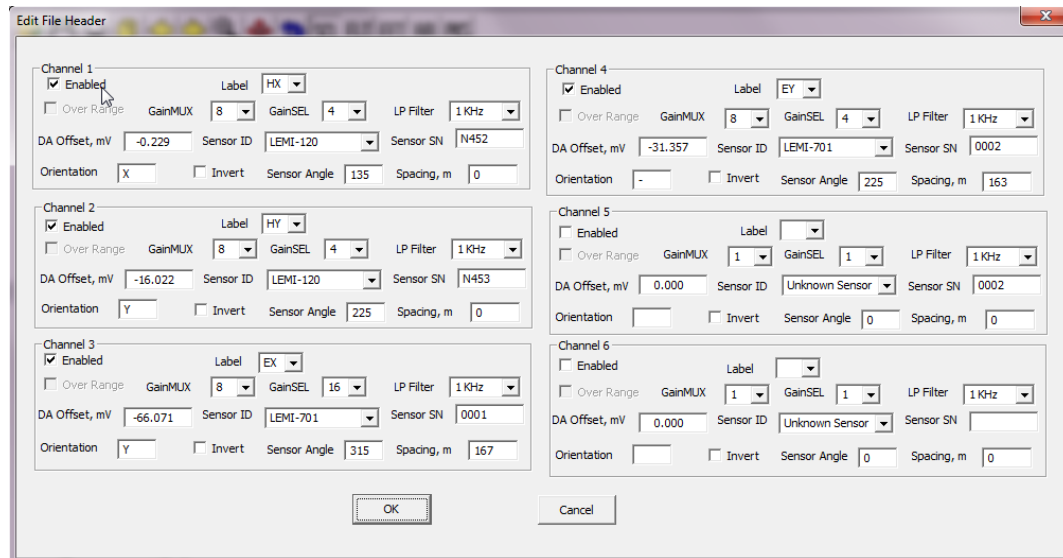 Edit File Header
Channel 1
Enabled Label HX
Over Range GainMUX 8 GainSEL 4 LP Filter 1 KHz
DA Offset, mV -0.229 Sensor ID LEMI-120 Sensor SN N452
Orientation X Invert Sensor Angle 135 Spacing, m 0
Channel 2
Enabled Label HY
Over Range GainMUX 8 GainSEL 4 LP Filter 1 KHz
DA Offset, mV -16.022 Sensor ID LEMI-120 Sensor SN N453
Orientation Y Invert Sensor Angle 225 Spacing, m 0
Channel 3
Enabled Label EX
Over Range GainMUX 8 GainSEL 16 LP Filter 1 KHz
DA Offset, mV -66.071 Sensor ID LEMI-701 Sensor SN 0001
Orientation Y Invert Sensor Angle 315 Spacing, m 167
Channel 4
Enabled Label EY
Over Range GainMUX 8 GainSEL 4 LP Filter 1 KHz
DA Offset, mV -31.357 Sensor ID LEMI-701 Sensor SN 0002
Orientation - Invert Sensor Angle 225 Spacing, m 163
Channel 5
Enabled Label
Over Range GainMUX 1 GainSEL 1 LP Filter 1 KHz
DA Offset, mV 0.000 Sensor ID Unknown Sensor Sensor SN 0002
Orientation Invert Sensor Angle 0 Spacing, m 0
Channel 6
Enabled Label
Over Range GainMUX 1 GainSEL 1 LP Filter 1 KHz
DA Offset, mV 0.000 Sensor ID Unknown Sensor Sensor SN
Orientation Invert Sensor Angle 0 Spacing, m 0
OK Cancel